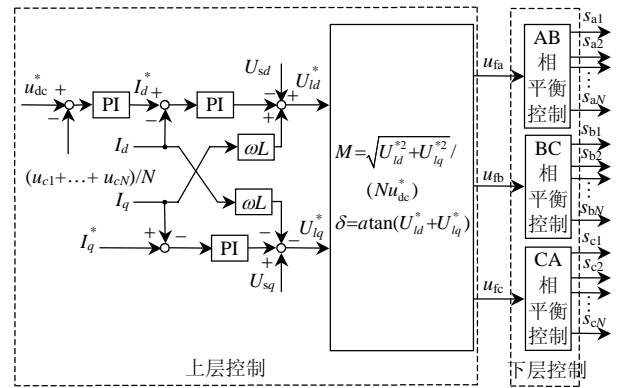 u*dc + − PI I*d + − PI Usd − + + U*ld
Id
ωL
(uc1+…+ucN)/N
Iq
ωL
I*q + − PI − − + − U*lq
Usq
M=√(U*2ld+U*2lq)/
(Nu*dc)
δ=atan(U*ld+U*lq)
ufa
ufb
ufc
AB
相
平衡
控制
sa1
sa2
⋮
saN
BC
相
平衡
控制
sb1
sb2
⋮
sbN
CA
相
平衡
控制
sc1
sc2
⋮
scN
上层控制
下层控制